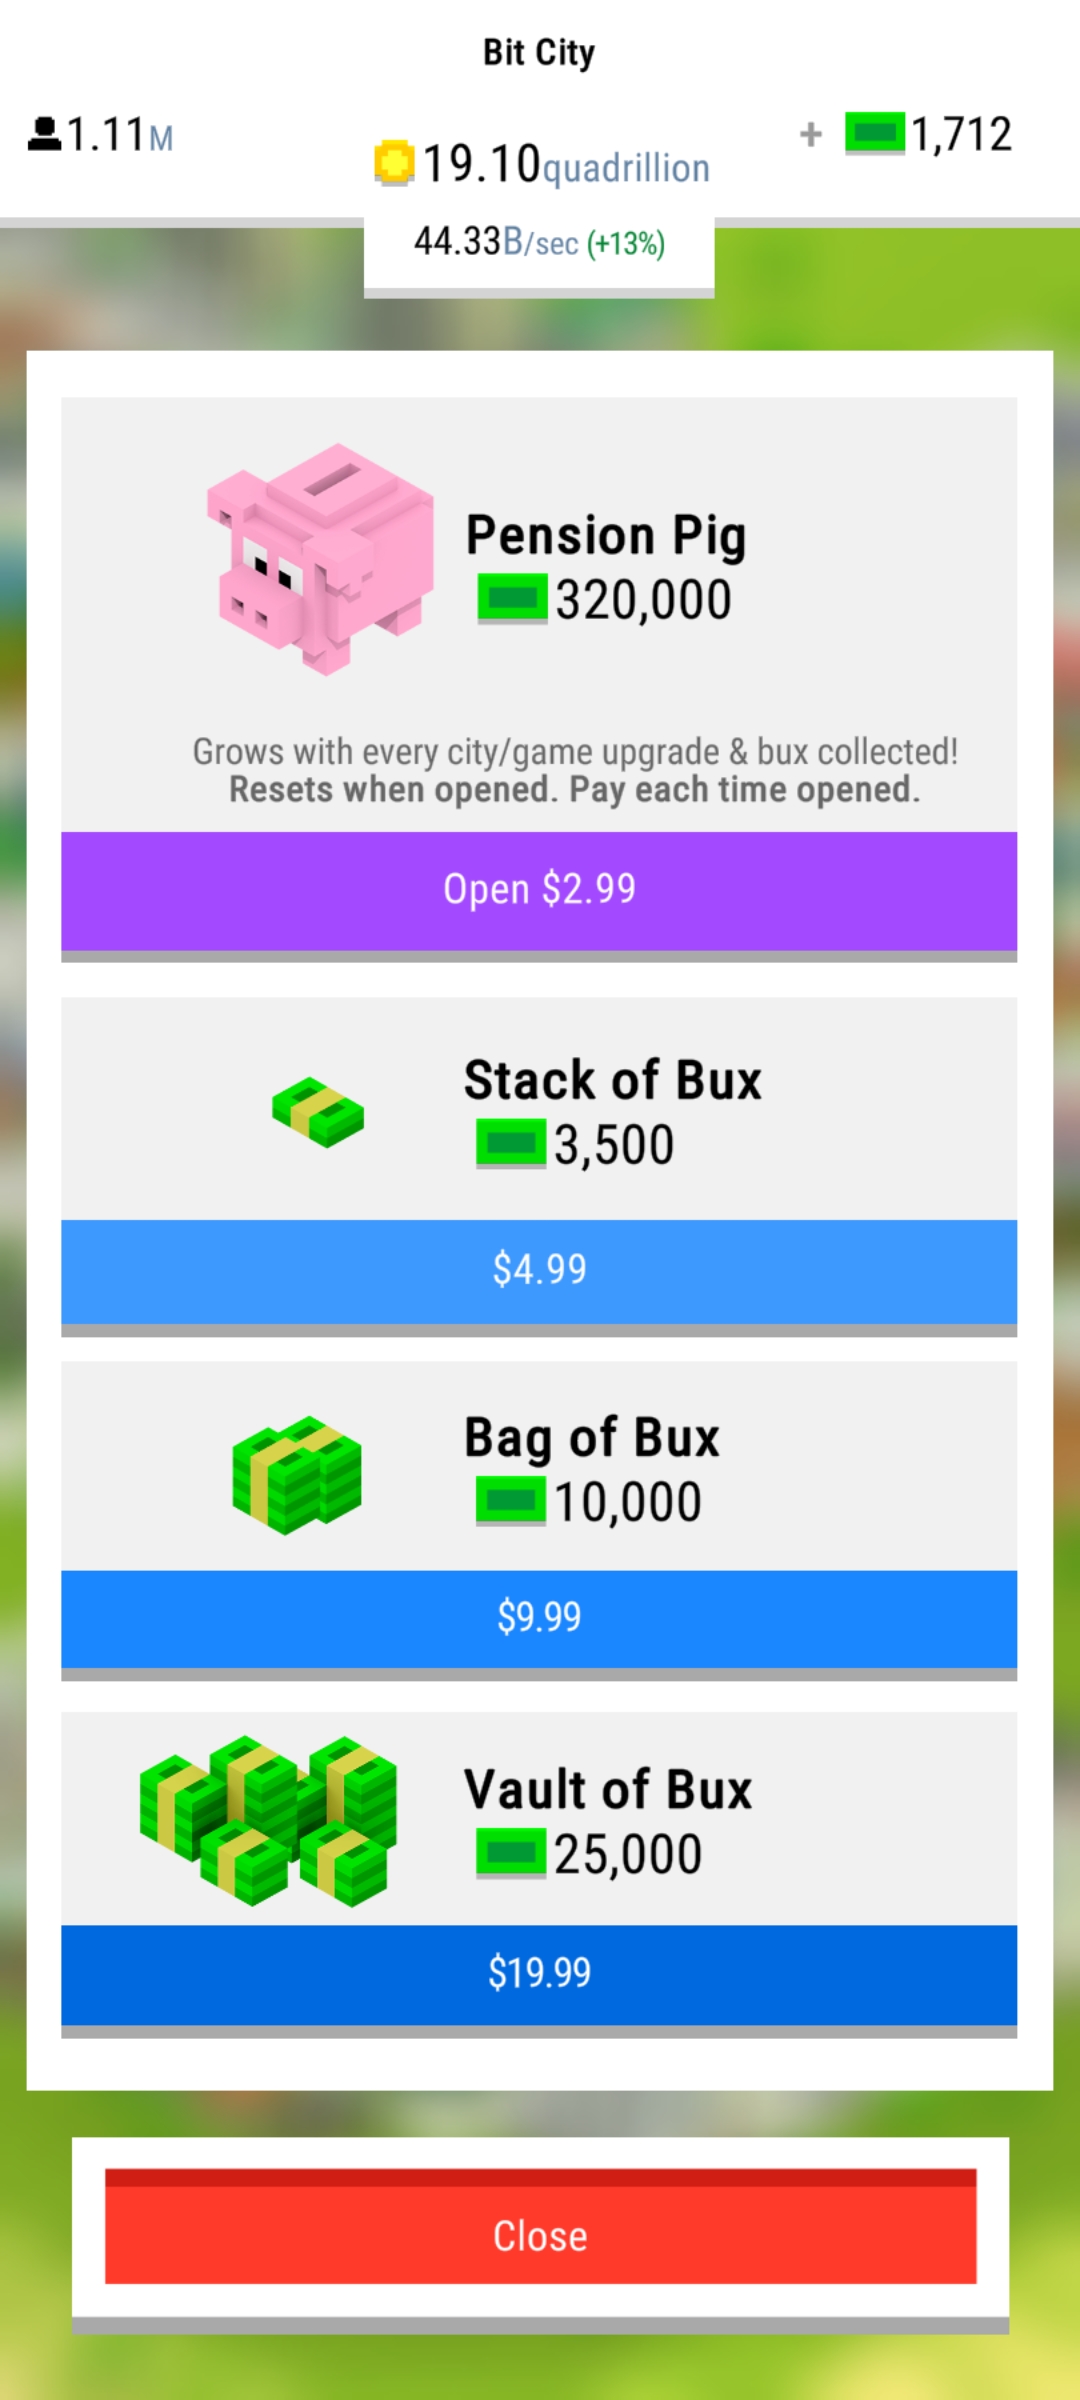 Bit City
1.11M
19.10quadrillion
+ 1,712
44.33B/sec (+13%)
Pension Pig
320,000
Grows with every city/game upgrade & bux collected!
Resets when opened. Pay each time opened.
Open $2.99
Stack of Bux
3,500
$4.99
Bag of Bux
10,000
$9.99
Vault of Bux
25,000
$19.99
Close